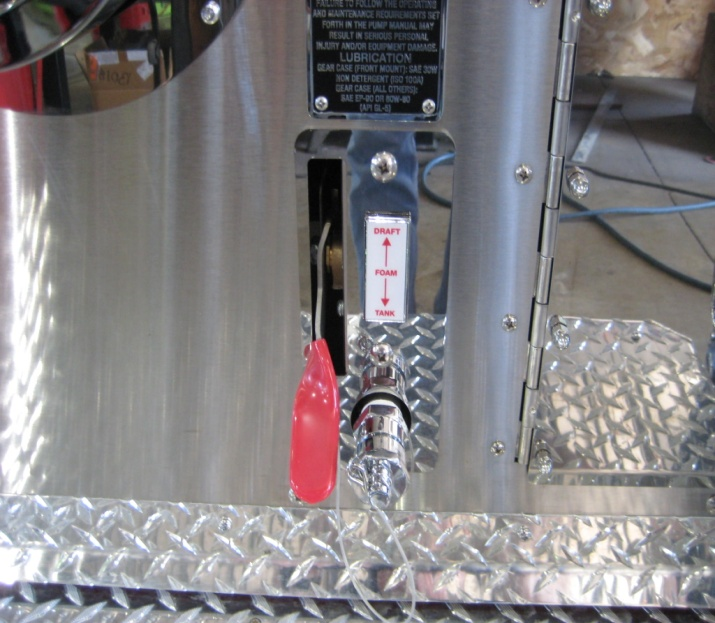 FAILURE TO FOLLOW THE OPERATING
AND MAINTENANCE REQUIREMENTS SET
FORTH IN THE PUMP MANUAL MAY
RESULT IN SERIOUS PERSONAL
INJURY AND/OR EQUIPMENT DAMAGE.
LUBRICATION
GEAR CASE (FRONT MOUNT): SAE 30W
NON DETERGENT (ISO 100A)
GEAR CASE (ALL OTHERS):
SAE EP-90 OR 80W-90
(API GL-5)
DRAFT
FOAM
TANK